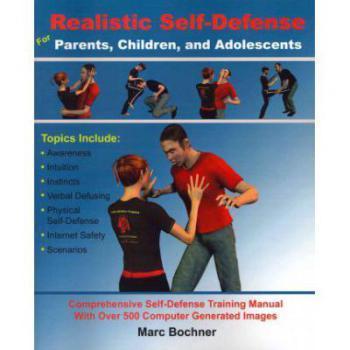 Realistic Self-Defense
For
Parents, Children, and Adolescents
Topics Include:
• Awareness
• Intuition
• Instincts
• Verbal Defusing
• Physical
Self-Defense
• Internet Safety
• Scenarios
Comprehensive Self-Defense Training Manual
With Over 500 Computer Generated Images
Marc Bochner